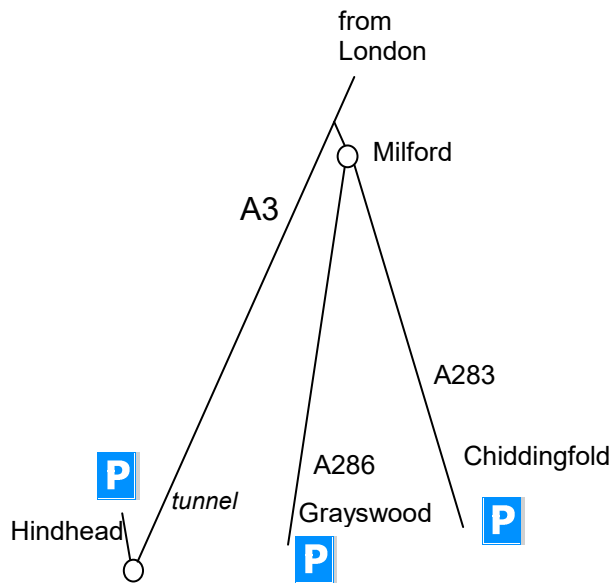 from
London
Milford
A3
A283
Chiddingfold
P
A286
tunnel
Grayswood
P
Hindhead
P